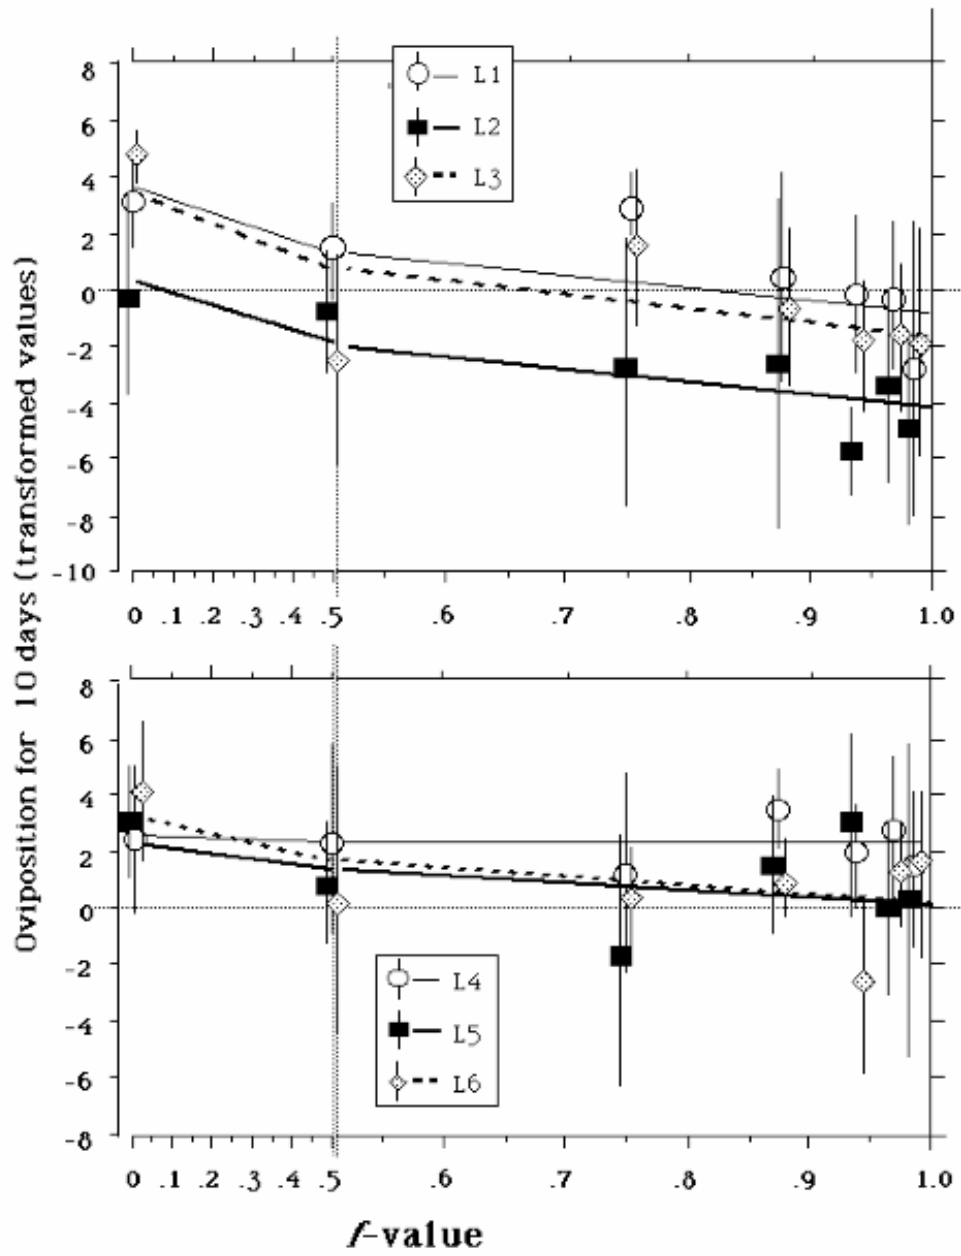 8
6
4
2
0
-2
-4
-6
-8
-10
L1
L2
L3
0 .1 .2 .3 .4 .5 .6 .7 .8 .9 1.0
Oviposition for 10 days (transformed values)
8
6
4
2
0
-2
-4
-6
-8
L4
L5
L6
0 .1 .2 .3 .4 .5 .6 .7 .8 .9 1.0
f-value